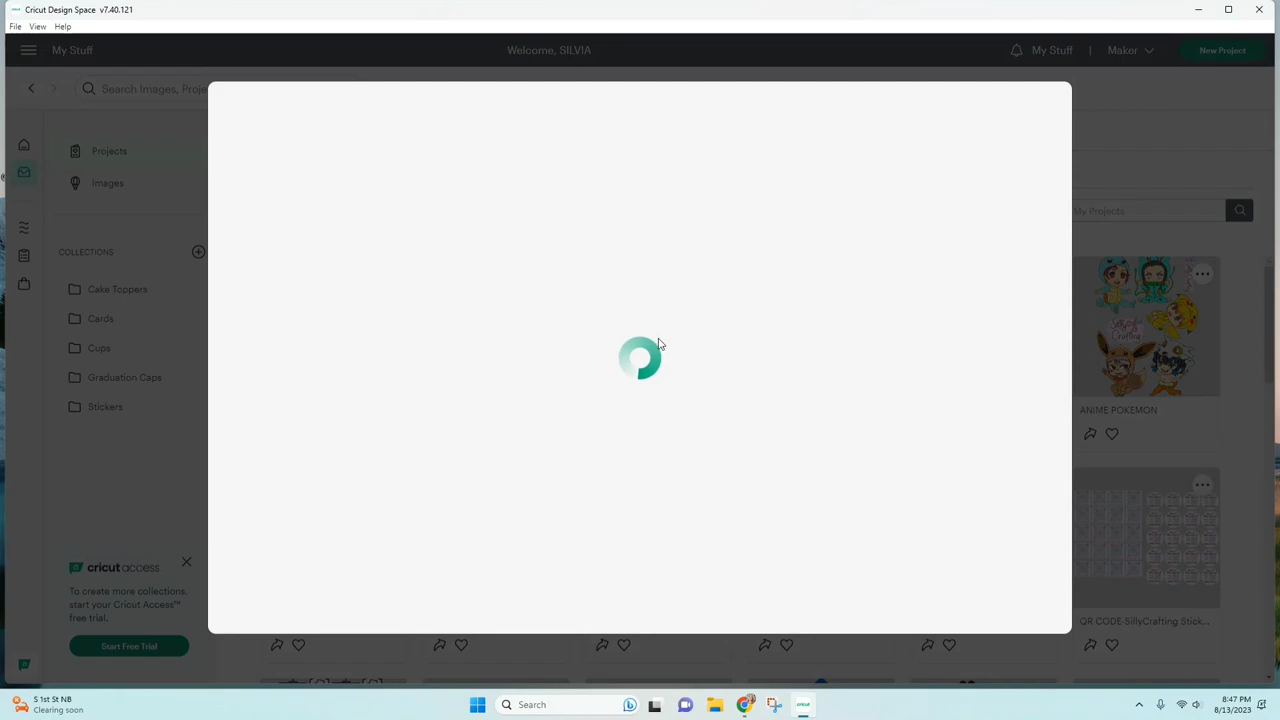 Cricut Design Space v7.40.121
File View Help
My Stuff
Welcome, SILVIA
My Stuff | Maker
New Project
Search Images, Proje
Projects
Images
My Projects
COLLECTIONS
Cake Toppers
Cards
Cups
Graduation Caps
Stickers
ANIME POKEMON
cricut access
To create more collections,
start your Cricut Access™
free trial.
Start Free Trial
QR CODE-SillyCrafting Stick...
S 1st St NB
Clearing soon
Search
cricut
8:47 PM
8/13/2023